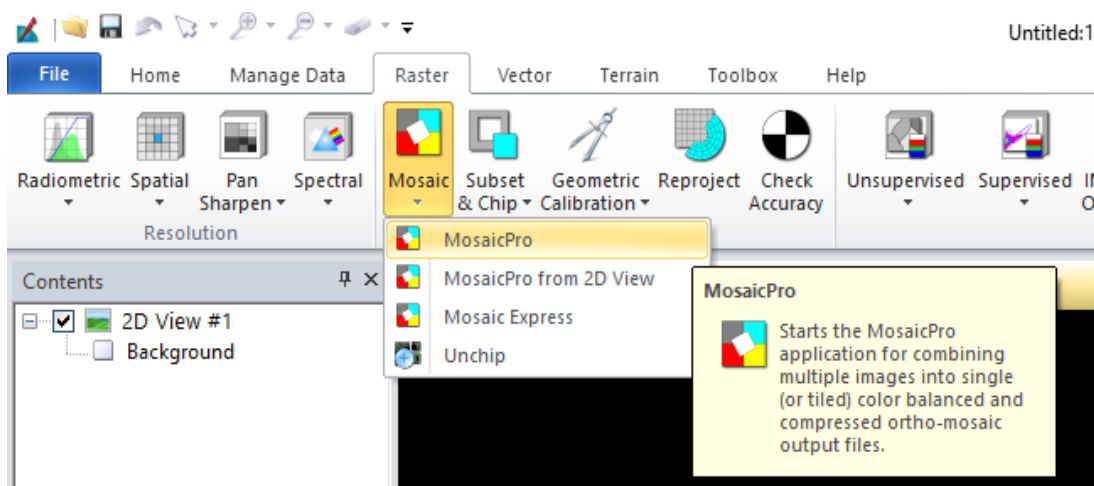 Untitled:1
File Home Manage Data Raster Vector Terrain Toolbox Help
Radiometric Spatial Pan Sharpen Spectral Mosaic Subset & Chip Geometric Calibration Reproject Check Accuracy Unsupervised Supervised
Resolution
MosaicPro
MosaicPro from 2D View
Mosaic Express
Unchip
Contents
2D View #1
Background
MosaicPro
Starts the MosaicPro
application for combining
multiple images into single
(or tiled) color balanced and
compressed ortho-mosaic
output files.